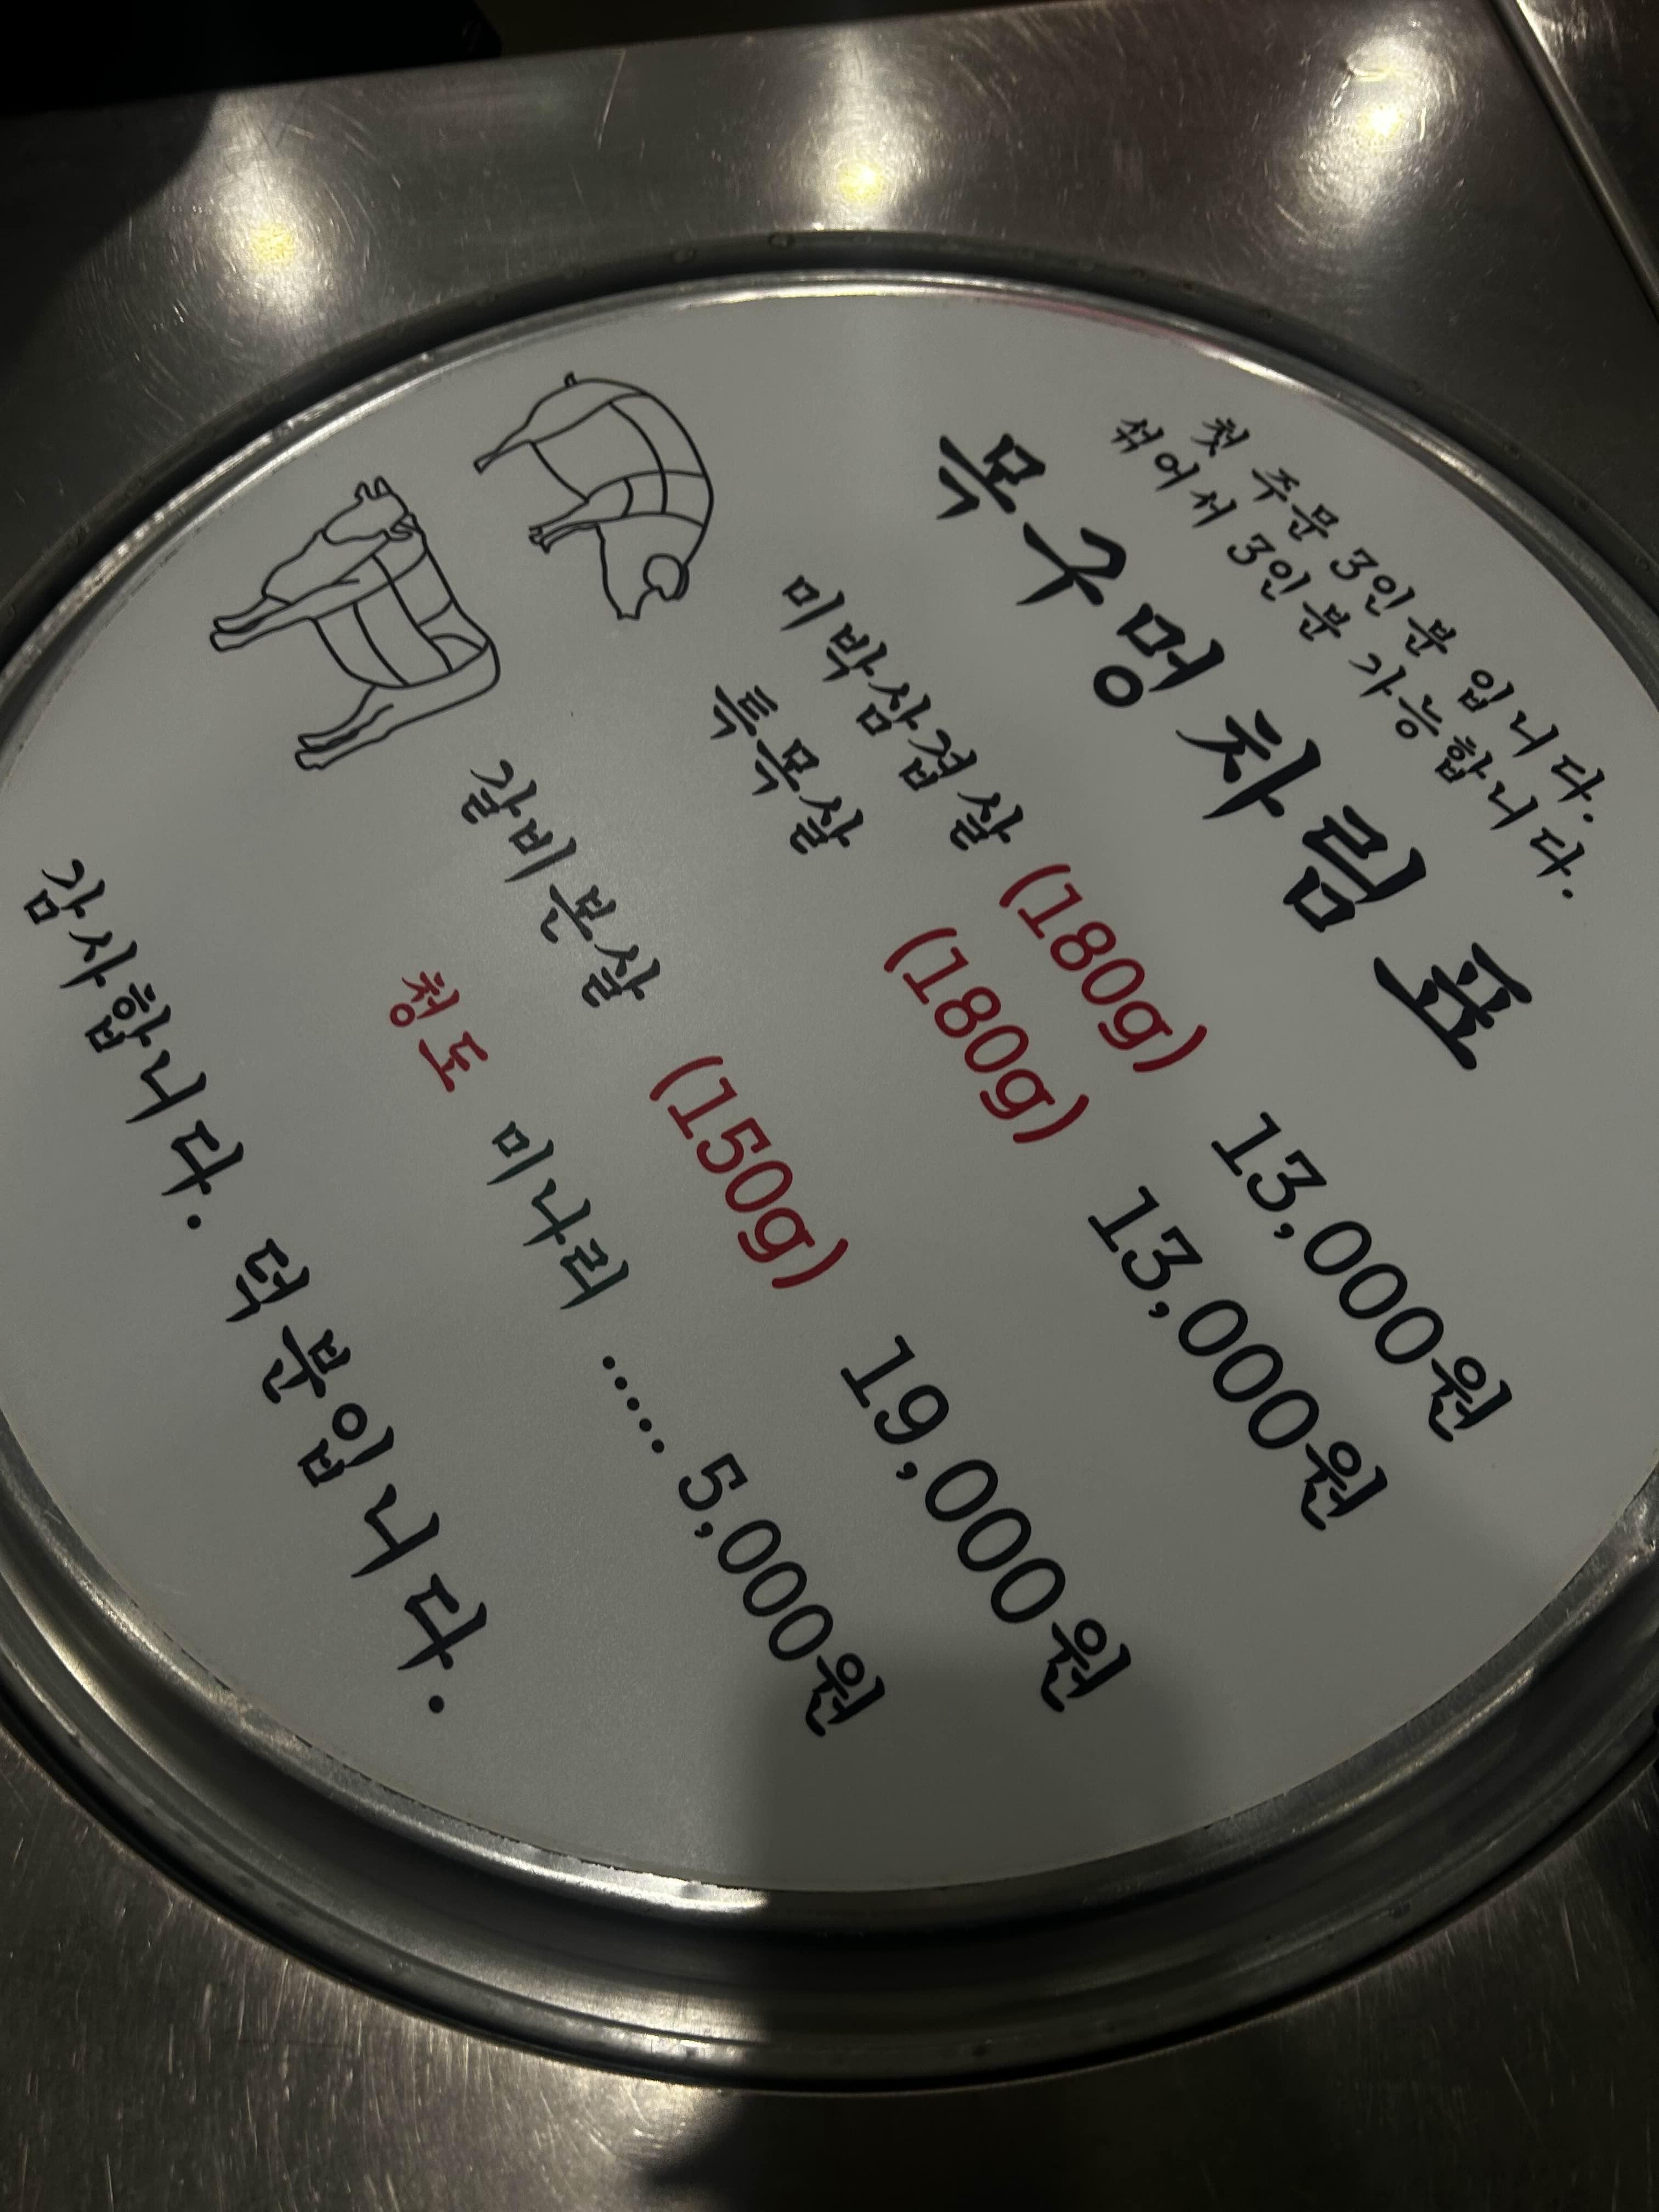 첫 주문 3인분 입니다.
섞어서 3인분 가능합니다.
목구멍 차림표
미박삼겹살 (180g) 13,000원
특목살 (180g) 13,000원
갈비본살 (150g) 19,000원
청도 미나리 ..... 5,000원
감사합니다. 덕분입니다.